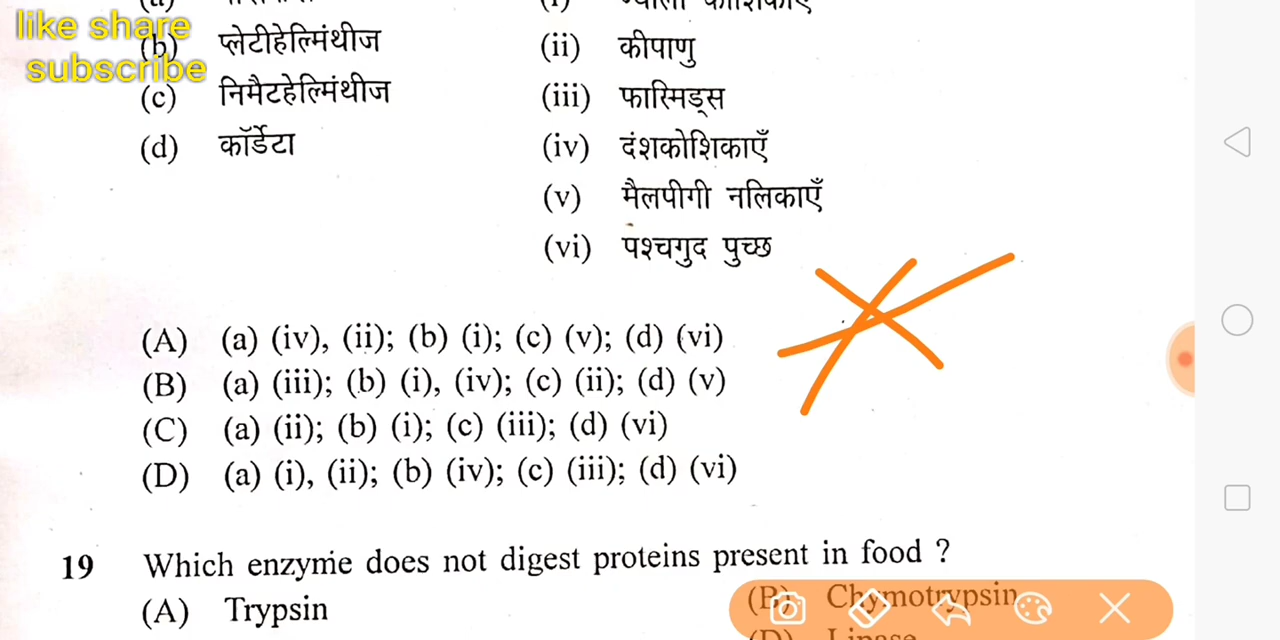 like share
subscribe
(a)
(i) ज्वाला कोशिकाएँ
(b) प्लेटीहेल्मिंथीज (ii) कीपाणु
(c) निमैटहेल्मिंथीज (iii) फास्मिड्स
(d) कॉर्डेटा (iv) दंशकोशिकाएँ
(v) मैलपीगी नलिकाएँ
(vi) पश्चगुद पुच्छ
(A) (a) (iv), (ii); (b) (i); (c) (v); (d) (vi)
(B) (a) (iii); (b) (i), (iv); (c) (ii); (d) (v)
(C) (a) (ii); (b) (i); (c) (iii); (d) (vi)
(D) (a) (i), (ii); (b) (iv); (c) (iii); (d) (vi)
19 Which enzyme does not digest proteins present in food ?
(A) Trypsin (B) Chymotrypsin
(D) Lipase